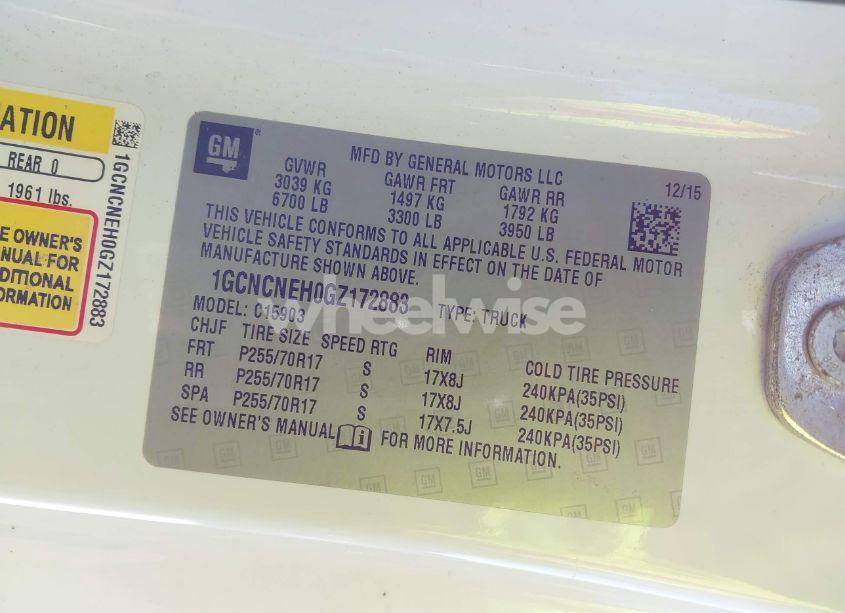 ATION
REAR 0
1961 lbs.
E OWNER'S
NUAL FOR
DITIONAL
FORMATION
1GCNCNEH0GZ172883
GM
MFD BY GENERAL MOTORS LLC
12/15
GVWR GAWR FRT GAWR RR
3039 KG 1497 KG 1792 KG
6700 LB 3300 LB 3950 LB
THIS VEHICLE CONFORMS TO ALL APPLICABLE U.S. FEDERAL MOTOR
VEHICLE SAFETY STANDARDS IN EFFECT ON THE DATE OF
MANUFACTURE SHOWN ABOVE.
1GCNCNEH0GZ172883
MODEL: C15903 TYPE: TRUCK
wheelwise
CHJF TIRE SIZE SPEED RTG RIM COLD TIRE PRESSURE
FRT P255/70R17 S 17X8J 240KPA(35PSI)
RR P255/70R17 S 17X8J 240KPA(35PSI)
SPA P255/70R17 S 17X7.5J 240KPA(35PSI)
SEE OWNER'S MANUAL FOR MORE INFORMATION.